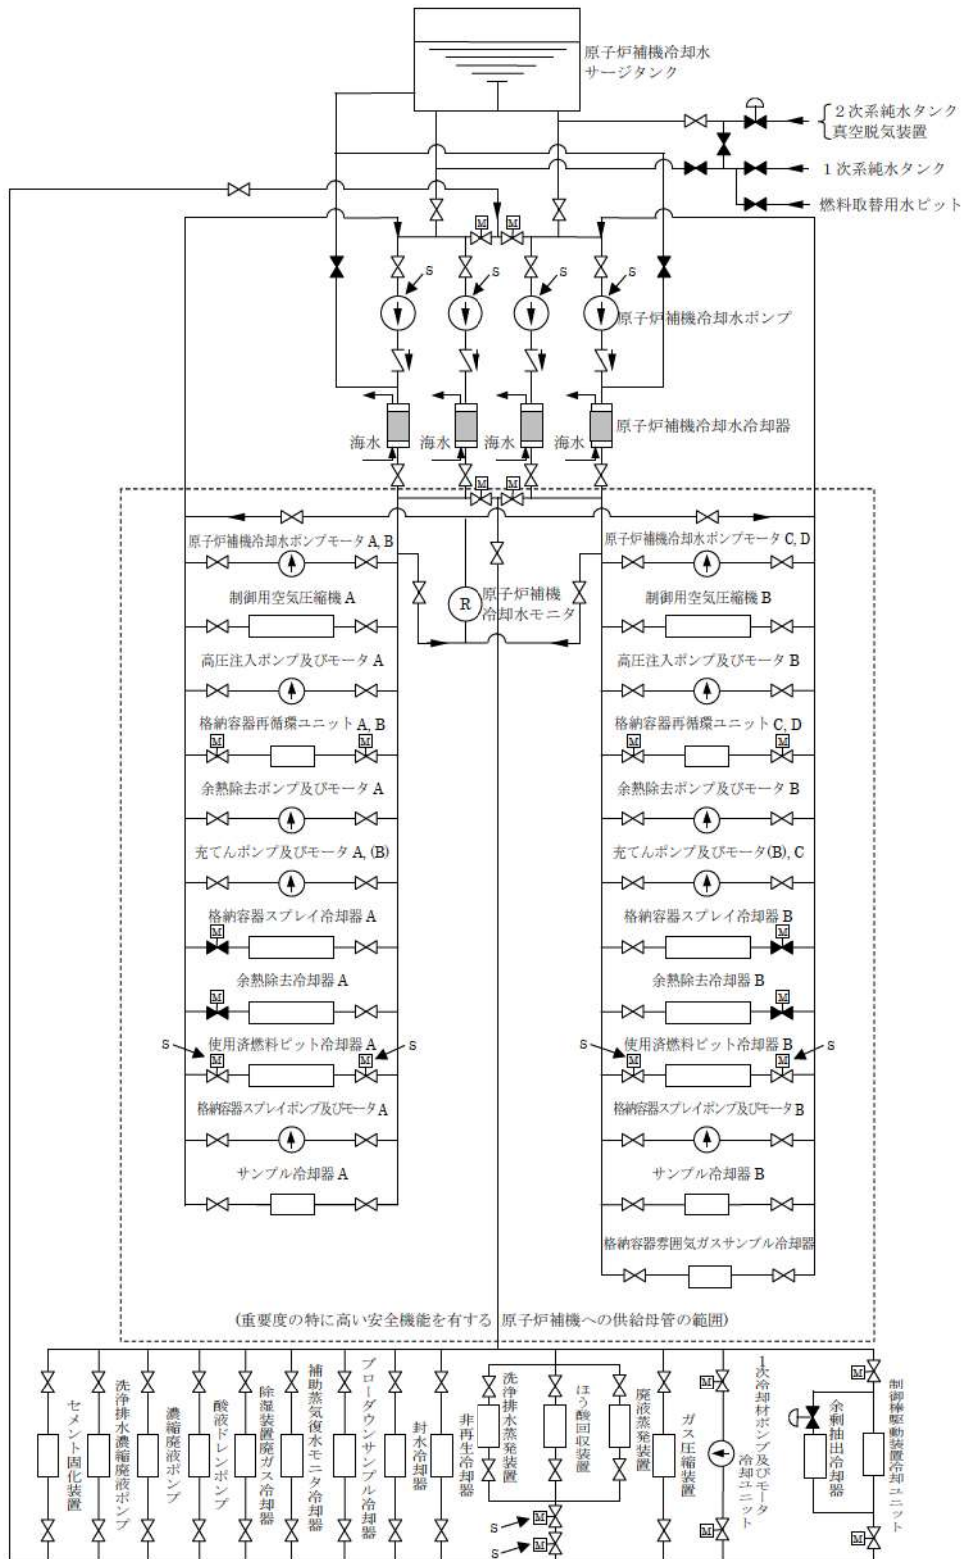 原子炉補機冷却水
サージタンク
２次系純水タンク
真空脱気装置
１次系純水タンク
燃料取替用水ピット
M
M
S
S
S
S
原子炉補機冷却水ポンプ
原子炉補機冷却水冷却器
海水
海水
海水
海水
M
M
原子炉補機冷却水ポンプモータ A, B
原子炉補機冷却水ポンプモータ C, D
制御用空気圧縮機 A
R
原子炉補機
冷却水モニタ
制御用空気圧縮機 B
高圧注入ポンプ及びモータ A
高圧注入ポンプ及びモータ B
格納容器再循環ユニット A, B
M
M
格納容器再循環ユニット C, D
M
M
余熱除去ポンプ及びモータ A
余熱除去ポンプ及びモータ B
充てんポンプ及びモータ A, (B)
充てんポンプ及びモータ(B), C
格納容器スプレイ冷却器 A
M
格納容器スプレイ冷却器 B
M
余熱除去冷却器 A
M
余熱除去冷却器 B
M
使用済燃料ピット冷却器 A
S
M
M
S
使用済燃料ピット冷却器 B
S
M
M
S
格納容器スプレイポンプ及びモータ A
格納容器スプレイポンプ及びモータ B
サンプル冷却器 A
サンプル冷却器 B
格納容器雰囲気ガスサンプル冷却器
(重要度の特に高い安全機能を有する 原子炉補機への供給母管の範囲)
セメント固化装置
洗浄排水濃縮廃液ポンプ
濃縮廃液ポンプ
酸液ドレンポンプ
除湿装置廃ガス冷却器
補助蒸気復水モニタ冷却器
ブローダウンサンプル冷却器
封水冷却器
非再生冷却器
洗浄排水蒸発装置
ほう酸回収装置
廃液蒸発装置
S
M
S
M
ガス圧縮装置
M
M
１次冷却材ポンプ及びモータ
冷却ユニット
余剰抽出冷却器
M
M
制御棒駆動装置冷却ユニット